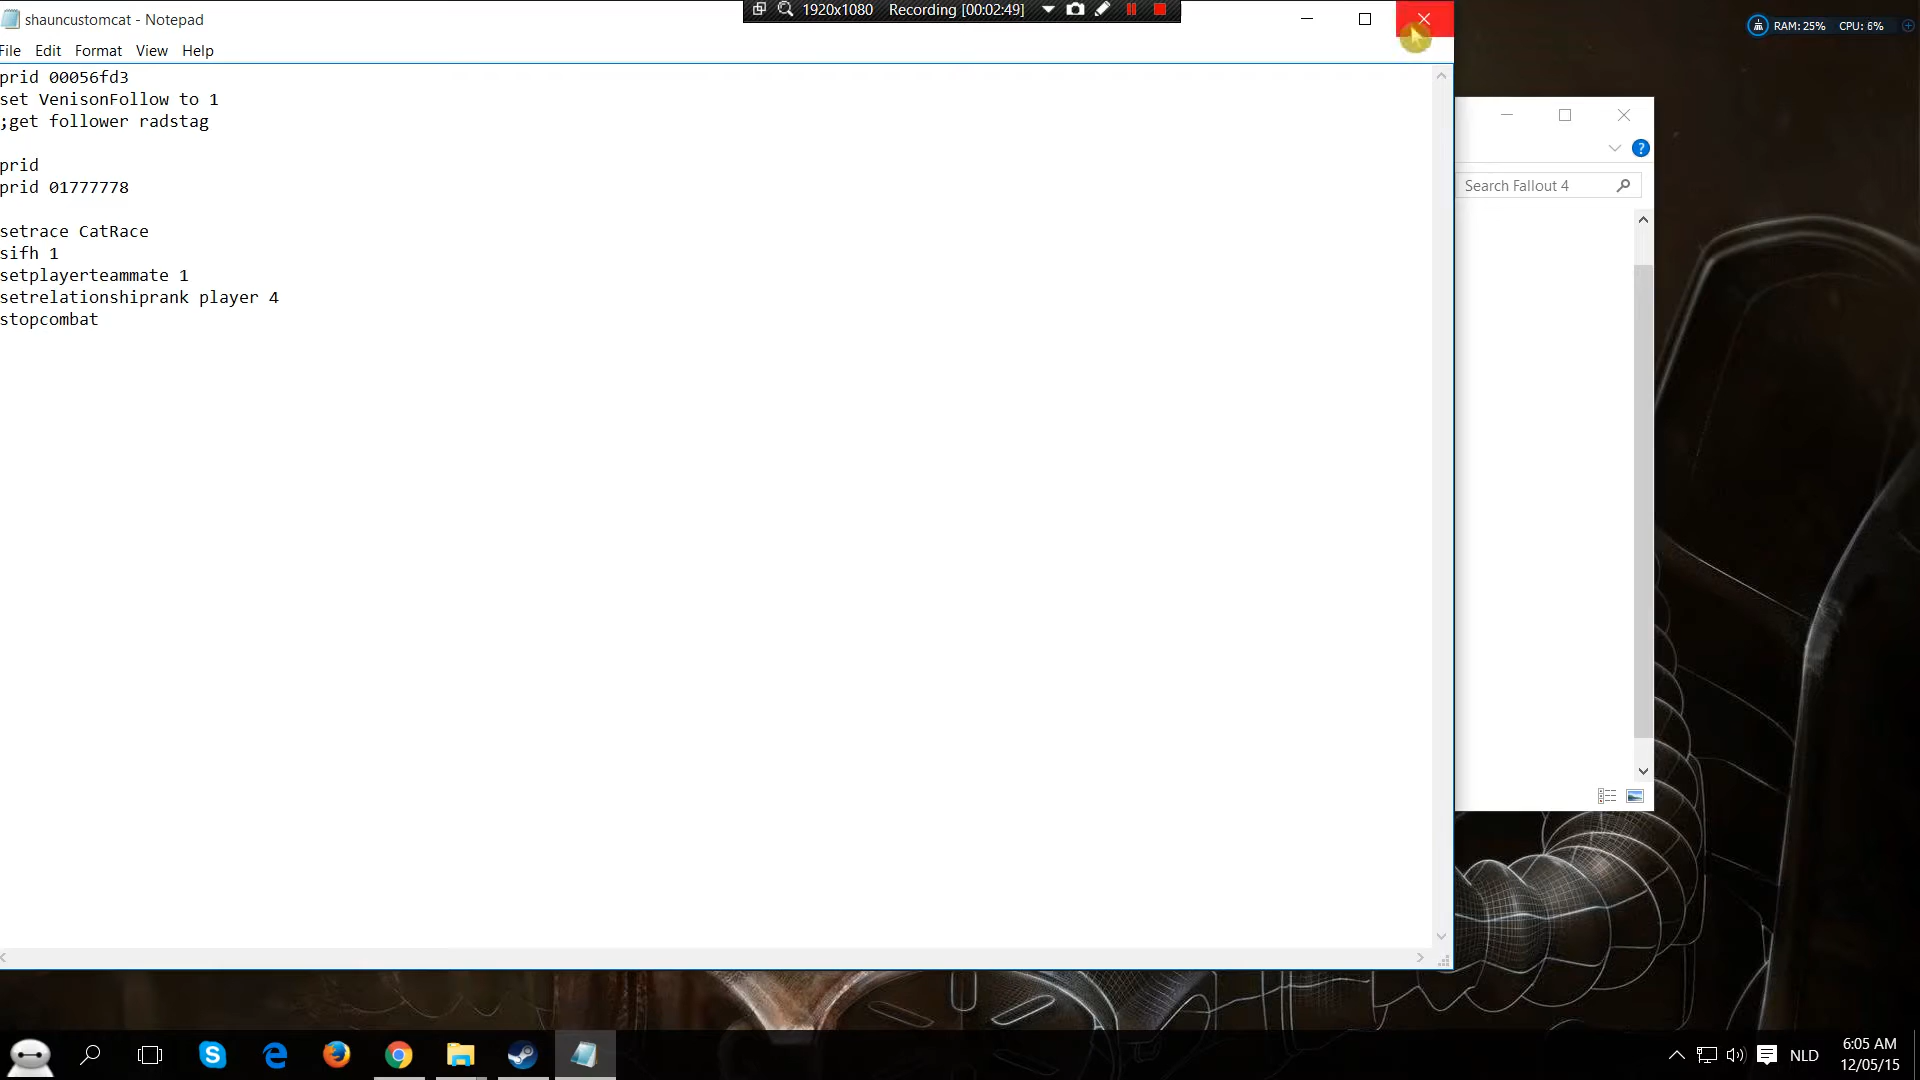 shauncustomcat - Notepad
1920x1080 Recording [00:02:49]
RAM: 25% CPU: 6%
File Edit Format View Help
prid 00056fd3
set VenisonFollow to 1
;get follower radstag
prid
prid 01777778
setrace CatRace
sifh 1
setplayerteammate 1
setrelationshiprank player 4
stopcombat
Search Fallout 4
NLD
6:05 AM
12/05/15